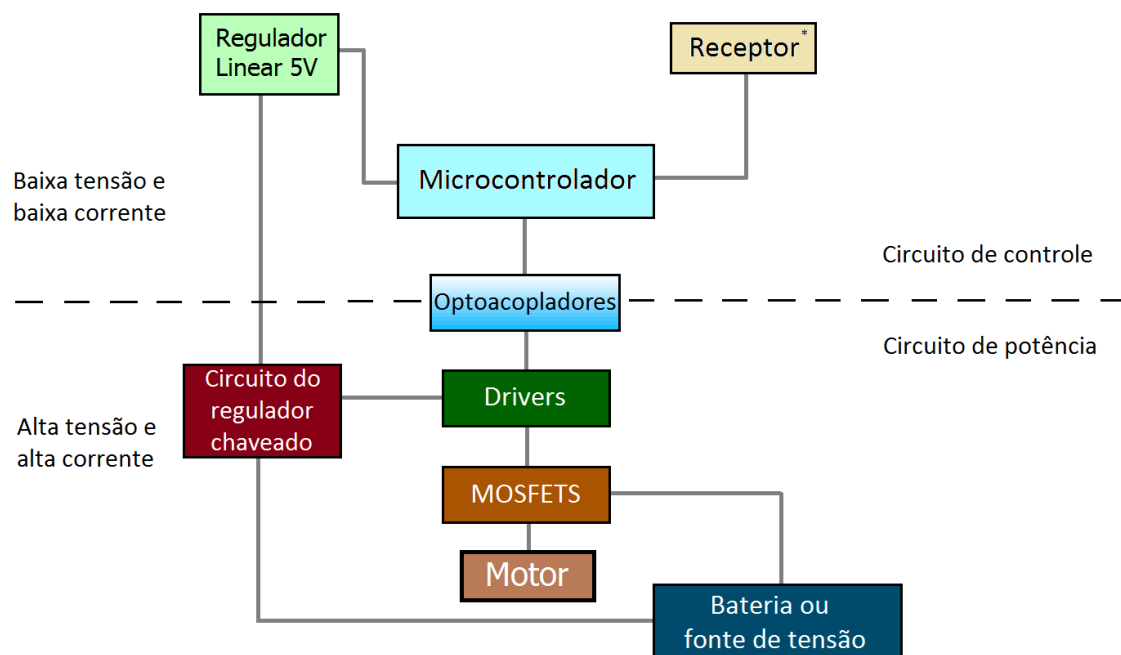 Regulador
Linear 5V
Receptor*
Microcontrolador
Baixa tensão e
baixa corrente
Circuito de controle
Optoacopladores
Circuito de potência
Circuito do
regulador
chaveado
Drivers
Alta tensão e
alta corrente
MOSFETS
Motor
Bateria ou
fonte de tensão